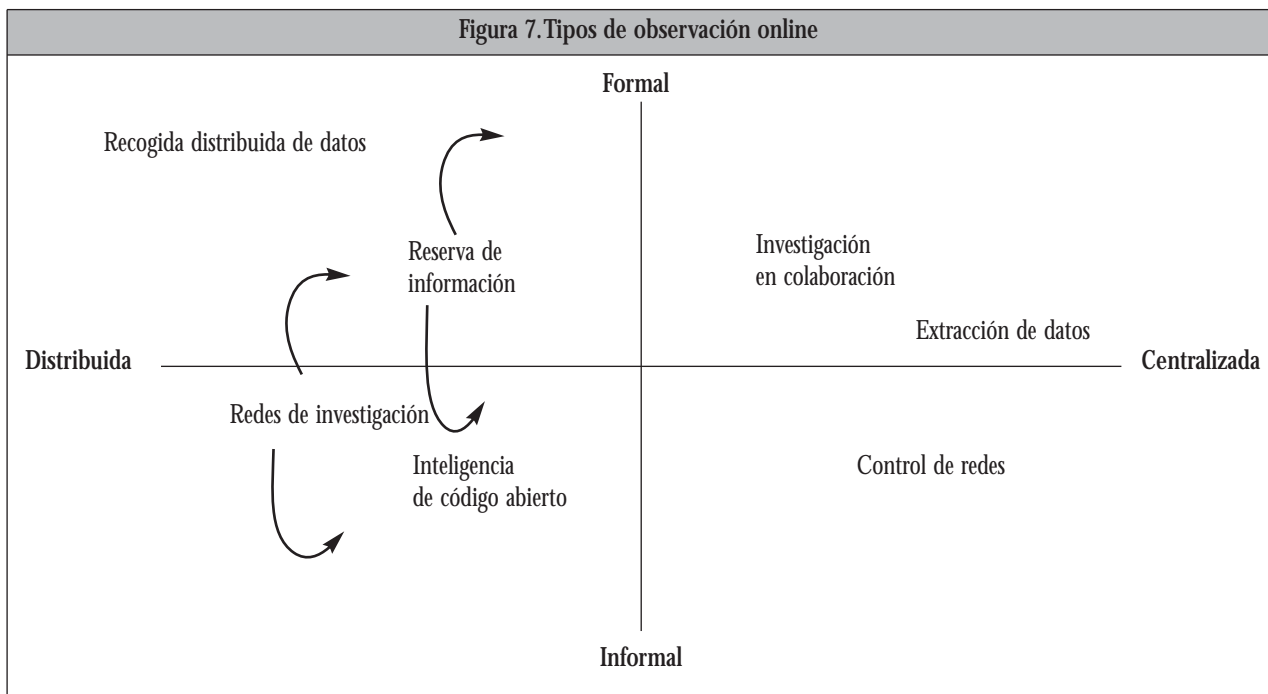 Figura 7. Tipos de observación online
Formal
Recogida distribuida de datos
Reserva de
información
Investigación
en colaboración
Extracción de datos
Distribuida
Centralizada
Redes de investigación
Inteligencia
de código abierto
Control de redes
Informal